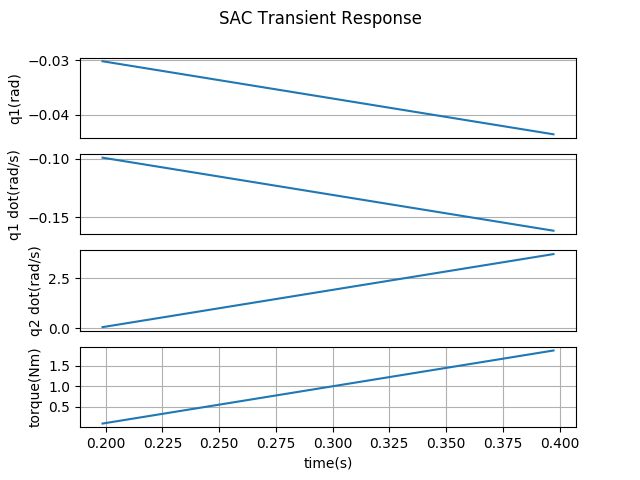 SAC Transient Response
q1(rad)
−0.03
−0.04
q1 dot(rad/s)
−0.10
−0.15
q2 dot(rad/s)
2.5
0.0
torque(Nm)
1.5
1.0
0.5
0.200 0.225 0.250 0.275 0.300 0.325 0.350 0.375 0.400
time(s)